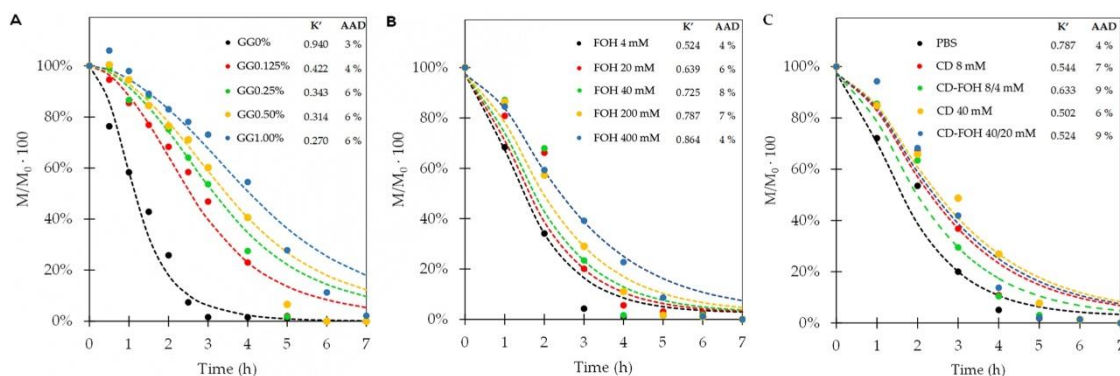 A
K' AAD
GG0% 0.940 3 %
GG0.125% 0.422 4 %
GG0.25% 0.343 6 %
GG0.50% 0.314 6 %
GG1.00% 0.270 6 %
100%
80%
60%
40%
20%
0%
M/M₀ · 100
0 1 2 3 4 5 6 7
Time (h)
B
K' AAD
FOH 4 mM 0.524 4 %
FOH 20 mM 0.639 6 %
FOH 40 mM 0.725 8 %
FOH 200 mM 0.787 7 %
FOH 400 mM 0.864 4 %
100%
80%
60%
40%
20%
0%
M/M₀ · 100
0 1 2 3 4 5 6 7
Time (h)
C
K' AAD
PBS 0.787 4 %
CD 8 mM 0.544 7 %
CD-FOH 8/4 mM 0.633 9 %
CD 40 mM 0.502 6 %
CD-FOH 40/20 mM 0.524 9 %
100%
80%
60%
40%
20%
0%
M/M₀ · 100
0 1 2 3 4 5 6 7
Time (h)